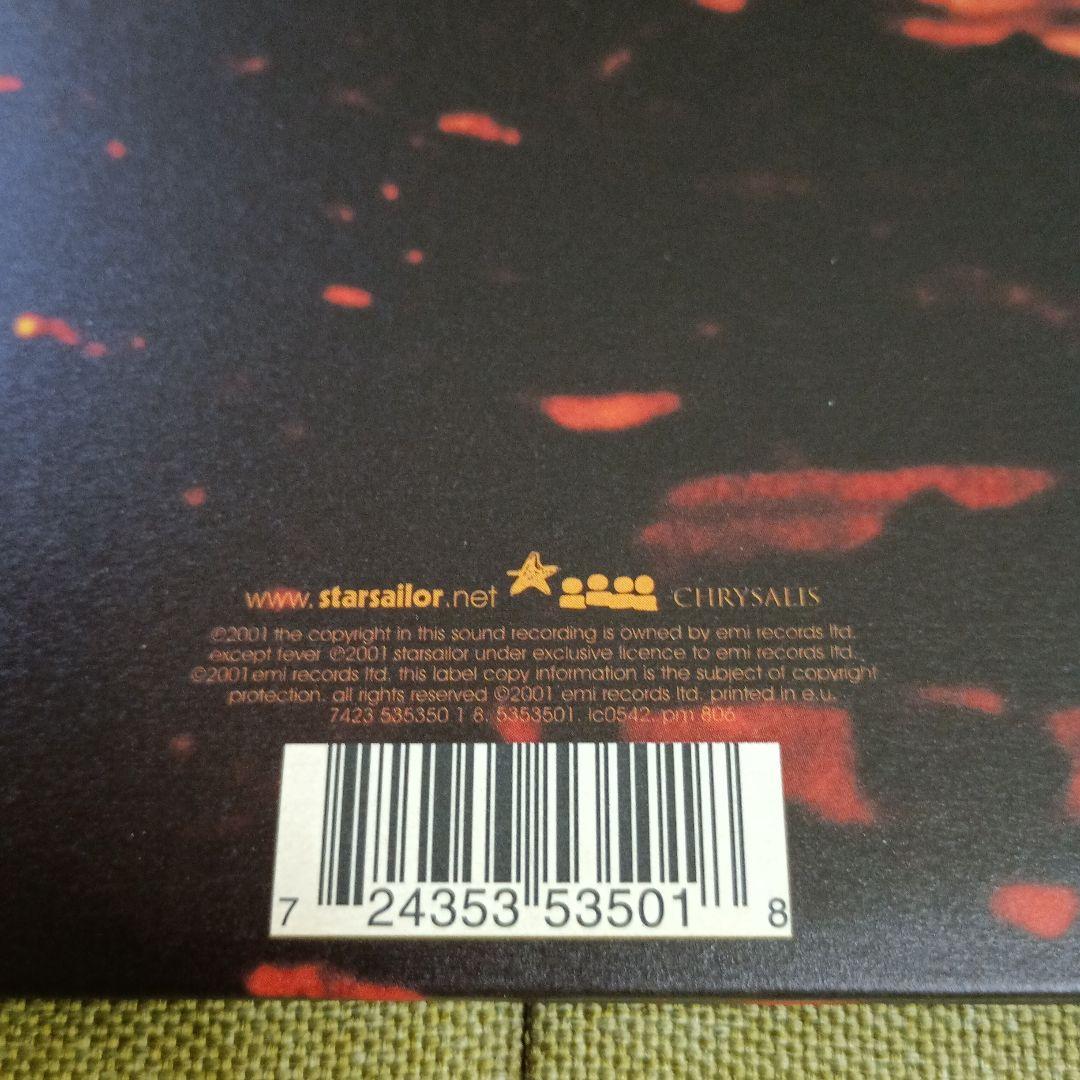 www.starsailor.net CHRYSALIS
℗2001 the copyright in this sound recording is owned by emi records ltd.
except fever ℗2001 starsailor under exclusive licence to emi records ltd.
©2001 emi records ltd. this label copy information is the subject of copyright
protection. all rights reserved ©2001 emi records ltd. printed in e.u.
7423 535350 1 8. 5353501. lc0542. pm 806
7 24353 53501 8